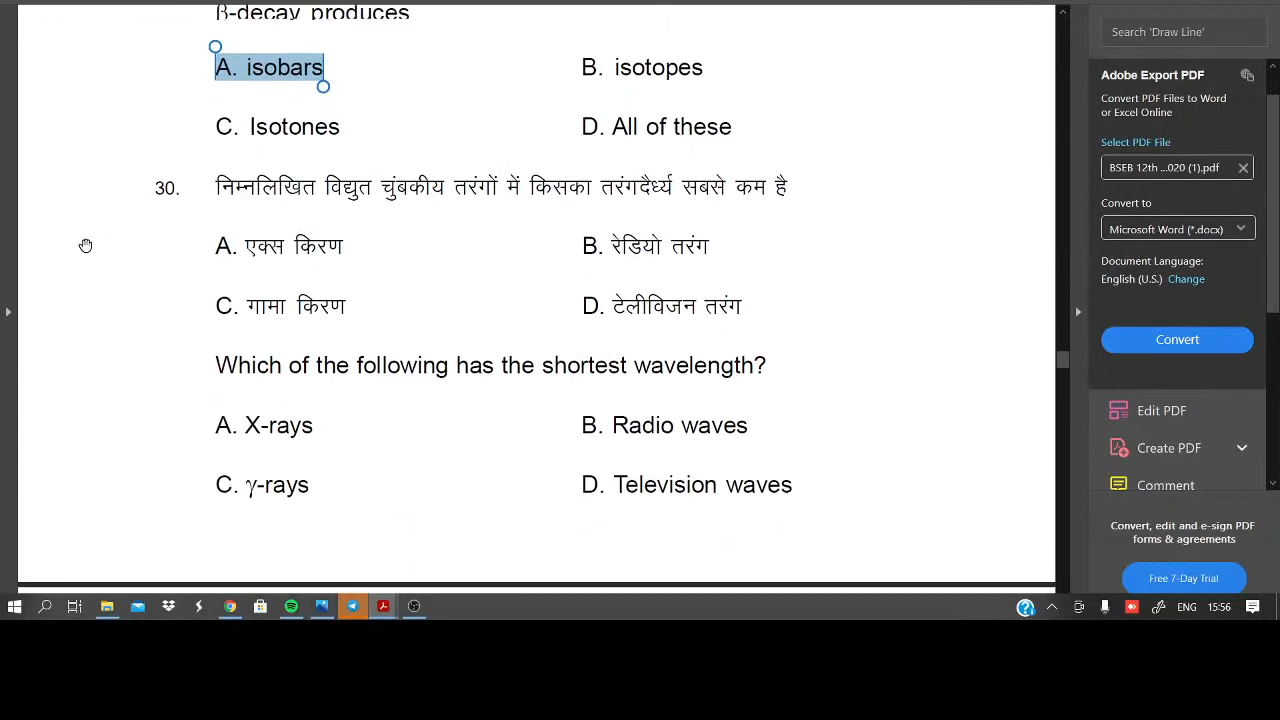 β-decay produces
A. isobars
B. isotopes
C. Isotones
D. All of these
30. निम्नलिखित विद्युत चुंबकीय तरंगों में किसका तरंगदैर्ध्य सबसे कम है
A. एक्स किरण
B. रेडियो तरंग
C. गामा किरण
D. टेलीविजन तरंग
Which of the following has the shortest wavelength?
A. X-rays
B. Radio waves
C. γ-rays
D. Television waves
Search 'Draw Line'
Adobe Export PDF
Convert PDF Files to Word
or Excel Online
Select PDF File
BSEB 12th ...020 (1).pdf
Convert to
Microsoft Word (*.docx)
Document Language:
English (U.S.) Change
Convert
Edit PDF
Create PDF
Comment
Convert, edit and e-sign PDF
forms & agreements
Free 7-Day Trial
ENG 15:56